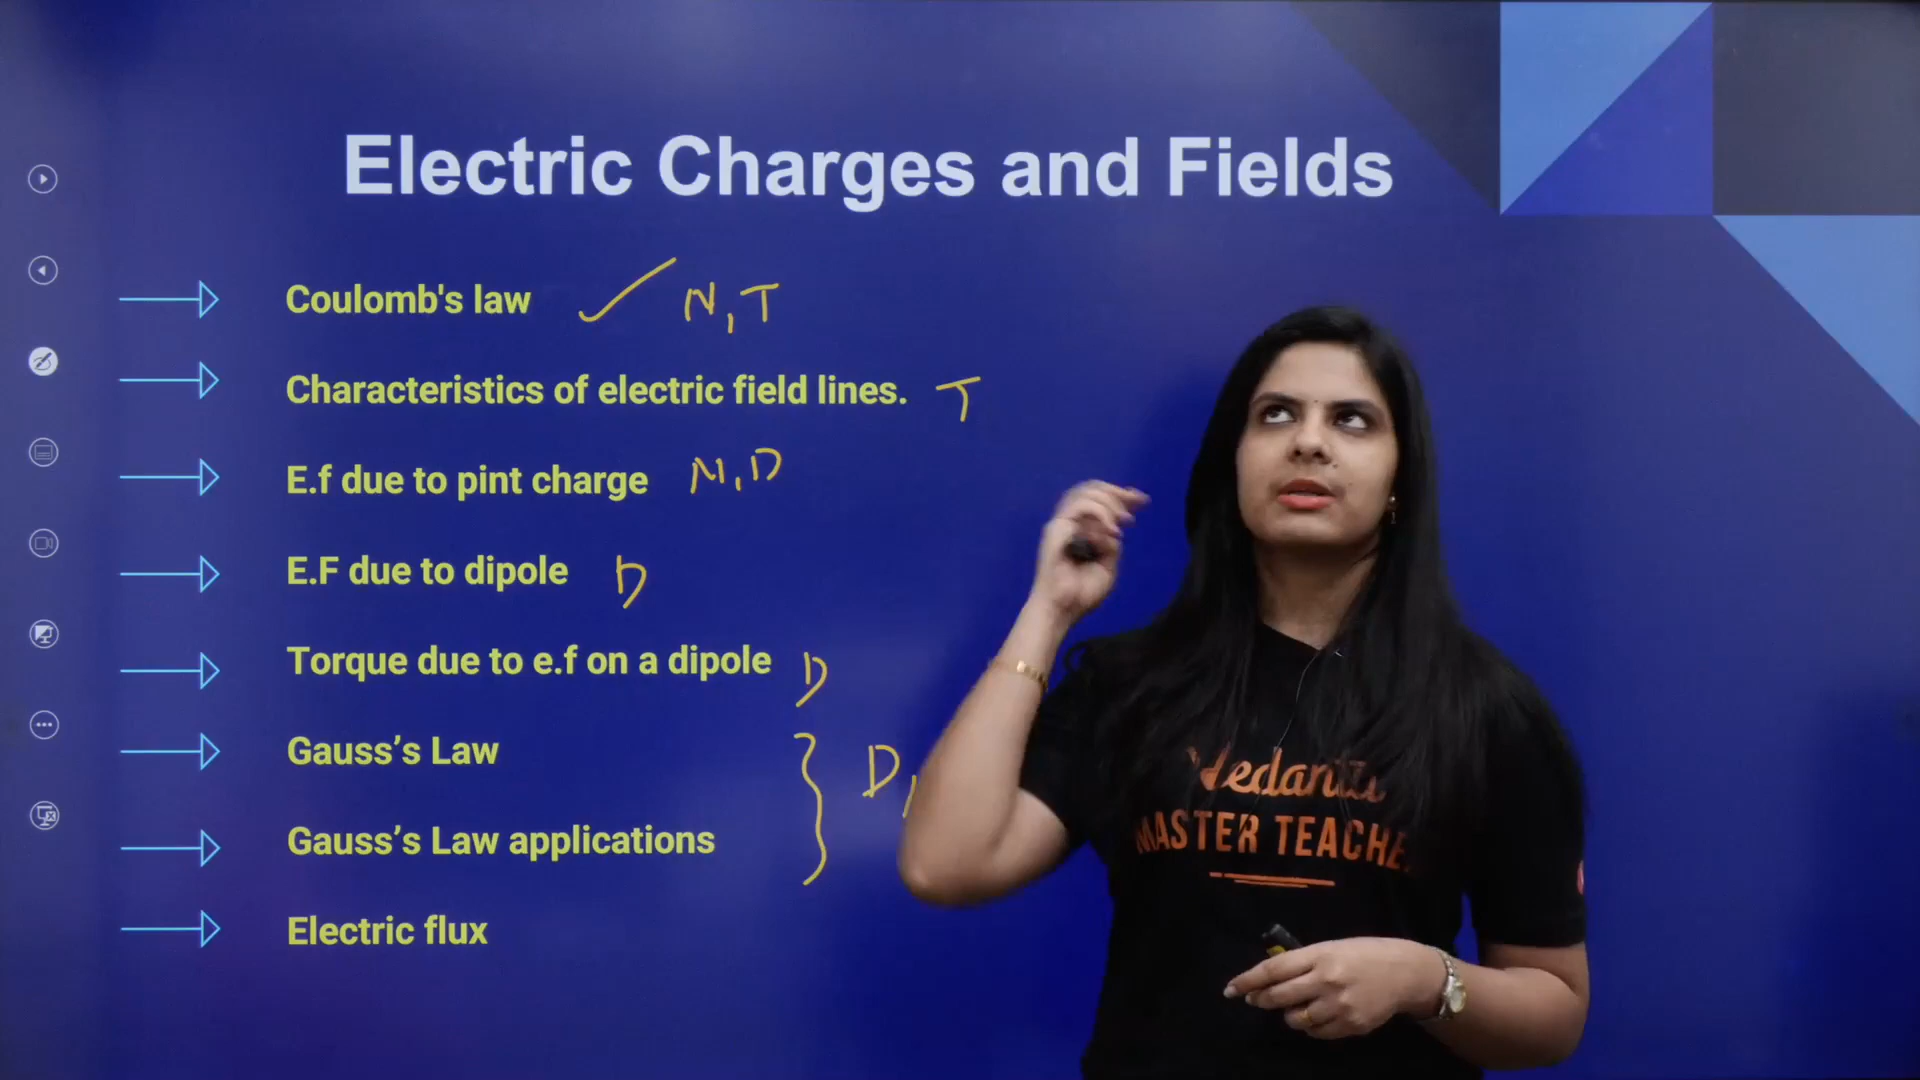 Electric Charges and Fields
Coulomb's law ✓ N, T
Characteristics of electric field lines. T
E.f due to pint charge N, D
E.F due to dipole D
Torque due to e.f on a dipole D
Gauss’s Law
} D,
Gauss’s Law applications
Electric flux
Vedantu
MASTER TEACHE